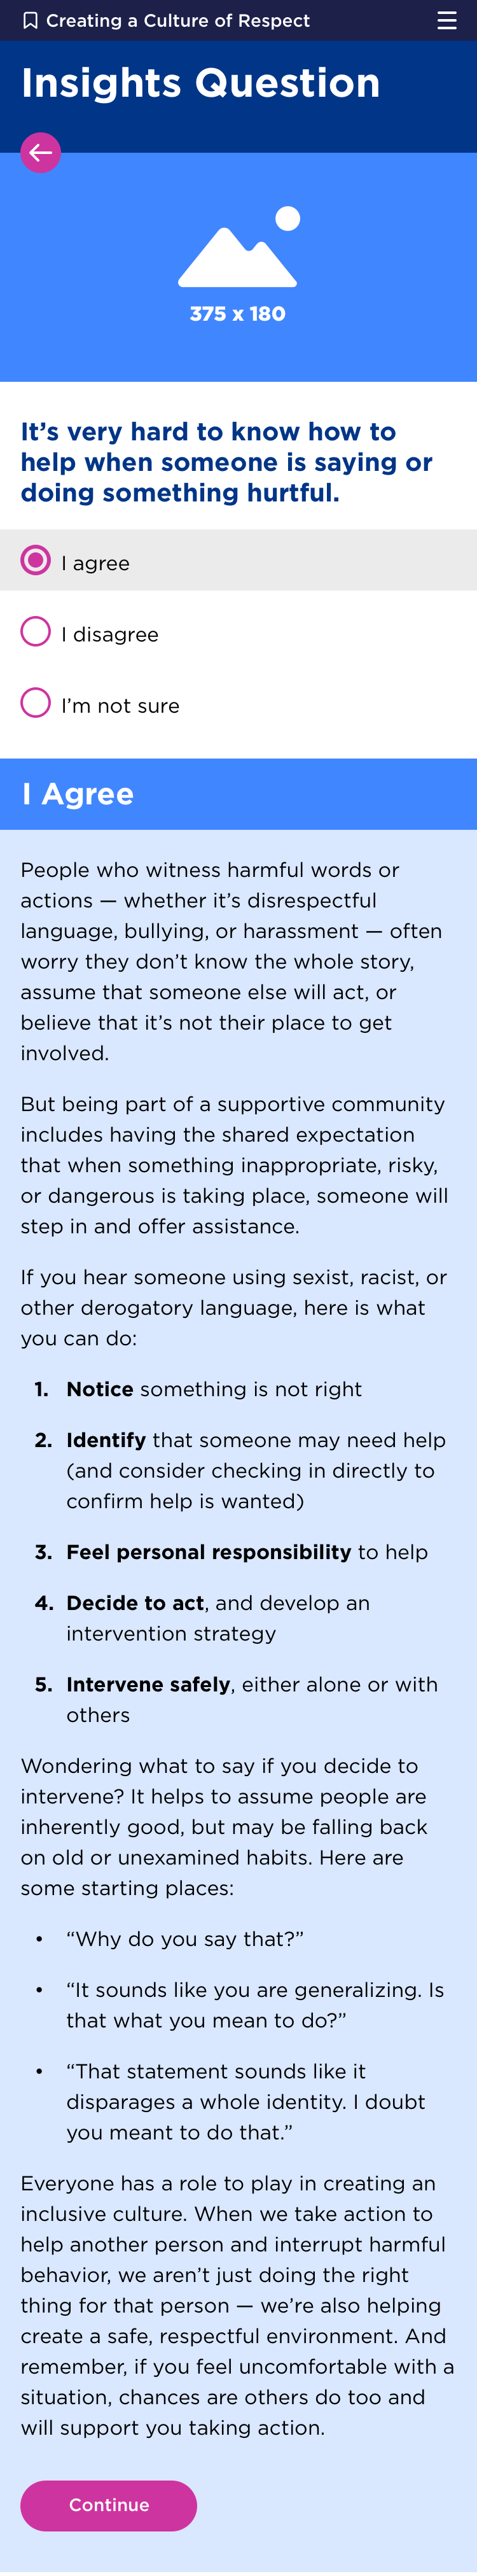 Creating a Culture of Respect
Insights Question
375 x 180
It’s very hard to know how to
help when someone is saying or
doing something hurtful.
I agree
I disagree
I’m not sure
I Agree
People who witness harmful words or
actions — whether it’s disrespectful
language, bullying, or harassment — often
worry they don’t know the whole story,
assume that someone else will act, or
believe that it’s not their place to get
involved.
But being part of a supportive community
includes having the shared expectation
that when something inappropriate, risky,
or dangerous is taking place, someone will
step in and offer assistance.
If you hear someone using sexist, racist, or
other derogatory language, here is what
you can do:
1. Notice something is not right
2. Identify that someone may need help
(and consider checking in directly to
confirm help is wanted)
3. Feel personal responsibility to help
4. Decide to act, and develop an
intervention strategy
5. Intervene safely, either alone or with
others
Wondering what to say if you decide to
intervene? It helps to assume people are
inherently good, but may be falling back
on old or unexamined habits. Here are
some starting places:
• “Why do you say that?”
• “It sounds like you are generalizing. Is
that what you mean to do?”
• “That statement sounds like it
disparages a whole identity. I doubt
you meant to do that.”
Everyone has a role to play in creating an
inclusive culture. When we take action to
help another person and interrupt harmful
behavior, we aren’t just doing the right
thing for that person — we’re also helping
create a safe, respectful environment. And
remember, if you feel uncomfortable with a
situation, chances are others do too and
will support you taking action.
Continue